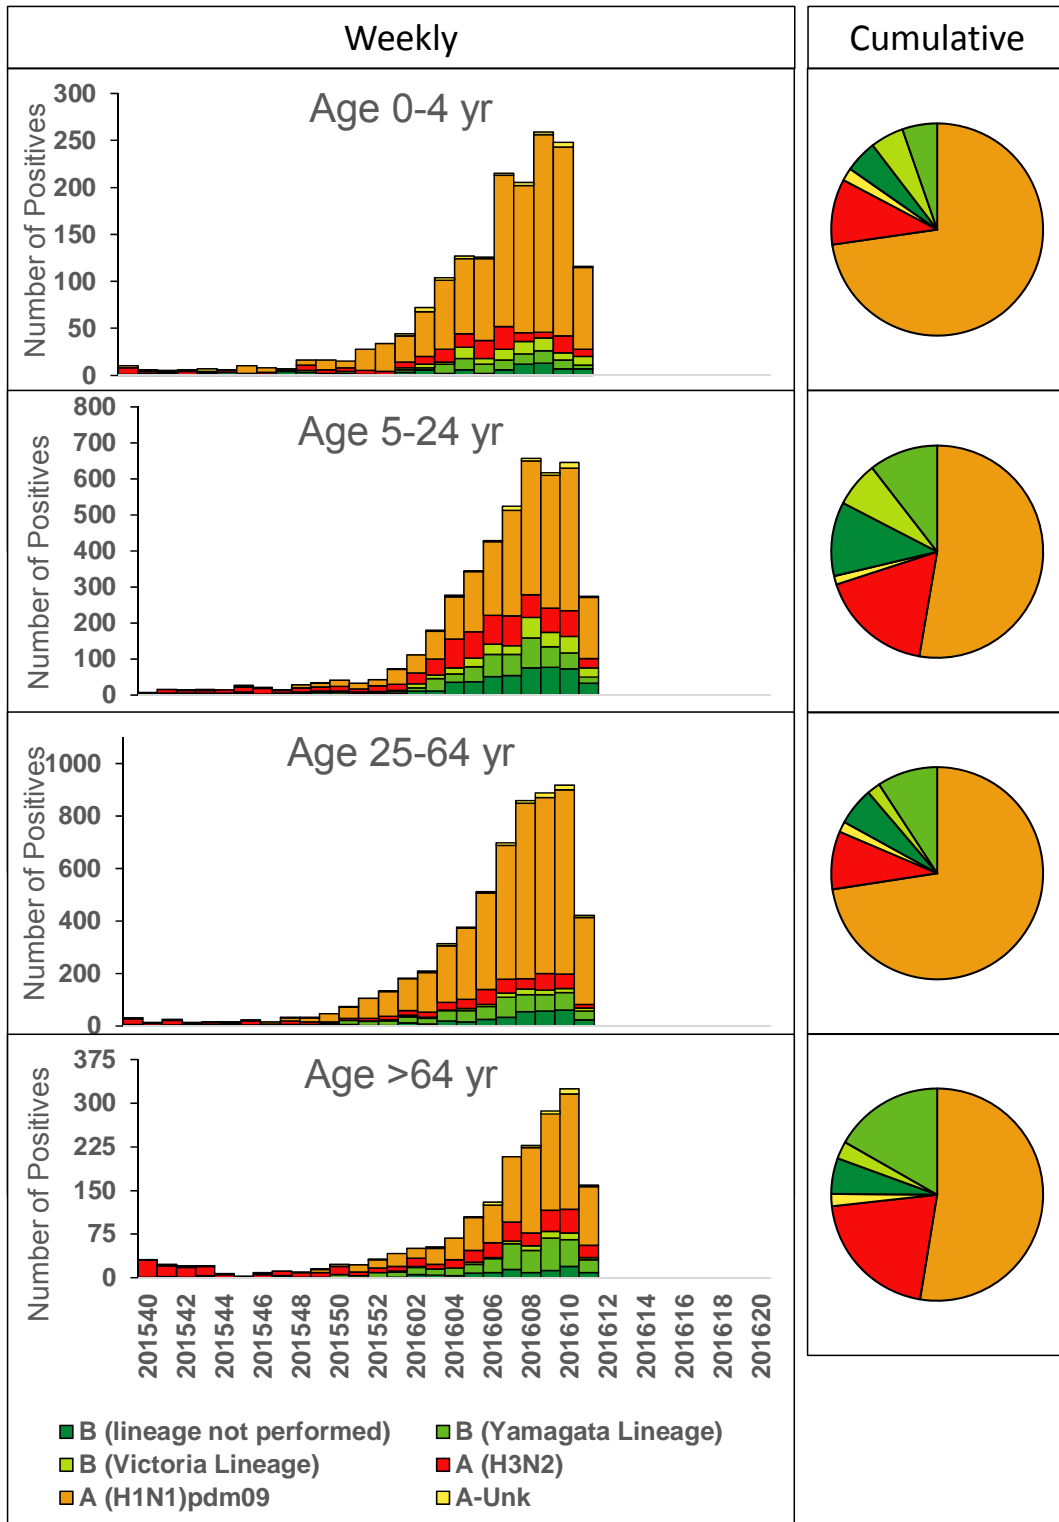 Weekly
Cumulative
Age 0-4 yr
Number of Positives
300
250
200
150
100
50
0
Age 5-24 yr
Number of Positives
800
700
600
500
400
300
200
100
0
Age 25-64 yr
Number of Positives
1000
800
600
400
200
0
Age >64 yr
Number of Positives
375
300
225
150
75
0
201540
201542
201544
201546
201548
201550
201552
201602
201604
201606
201608
201610
201612
201614
201616
201618
201620
B (lineage not performed)
B (Yamagata Lineage)
B (Victoria Lineage)
A (H3N2)
A (H1N1)pdm09
A-Unk